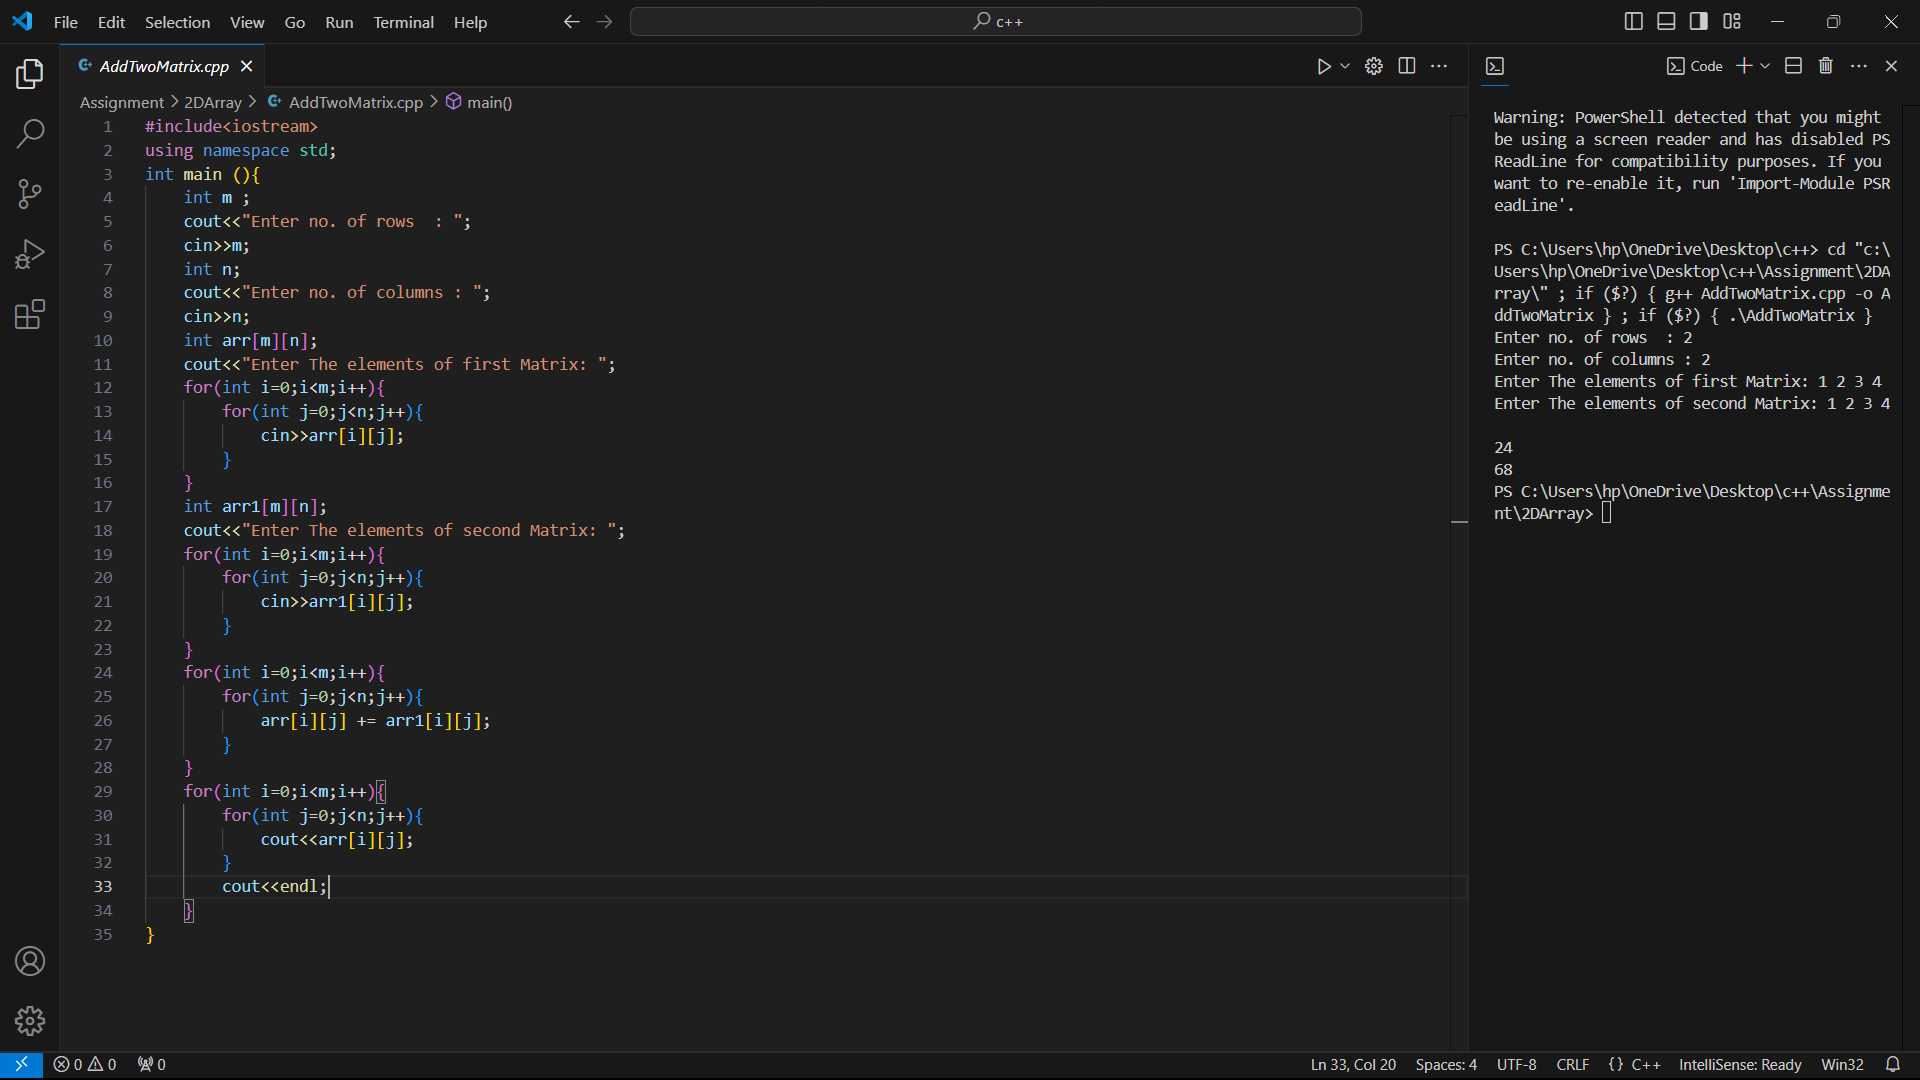 File Edit Selection View Go Run Terminal Help
c++
AddTwoMatrix.cpp
Assignment > 2DArray > AddTwoMatrix.cpp > main()
1 #include<iostream>
2 using namespace std;
3 int main (){
4     int m ;
5     cout<<"Enter no. of rows  : ";
6     cin>>m;
7     int n;
8     cout<<"Enter no. of columns : ";
9     cin>>n;
10     int arr[m][n];
11     cout<<"Enter The elements of first Matrix: ";
12     for(int i=0;i<m;i++){
13         for(int j=0;j<n;j++){
14             cin>>arr[i][j];
15         }
16     }
17     int arr1[m][n];
18     cout<<"Enter The elements of second Matrix: ";
19     for(int i=0;i<m;i++){
20         for(int j=0;j<n;j++){
21             cin>>arr1[i][j];
22         }
23     }
24     for(int i=0;i<m;i++){
25         for(int j=0;j<n;j++){
26             arr[i][j] += arr1[i][j];
27         }
28     }
29     for(int i=0;i<m;i++){
30         for(int j=0;j<n;j++){
31             cout<<arr[i][j];
32         }
33         cout<<endl;
34     }
35 }
Code
Warning: PowerShell detected that you might
be using a screen reader and has disabled PS
ReadLine for compatibility purposes. If you
want to re-enable it, run 'Import-Module PSR
eadLine'.
PS C:\Users\hp\OneDrive\Desktop\c++> cd "c:\
Users\hp\OneDrive\Desktop\c++\Assignment\2DA
rray\" ; if ($?) { g++ AddTwoMatrix.cpp -o A
ddTwoMatrix } ; if ($?) { .\AddTwoMatrix }
Enter no. of rows  : 2
Enter no. of columns : 2
Enter The elements of first Matrix: 1 2 3 4
Enter The elements of second Matrix: 1 2 3 4
24
68
PS C:\Users\hp\OneDrive\Desktop\c++\Assignme
nt\2DArray>
0 0 0
Ln 33, Col 20 Spaces: 4 UTF-8 CRLF {} C++ IntelliSense: Ready Win32